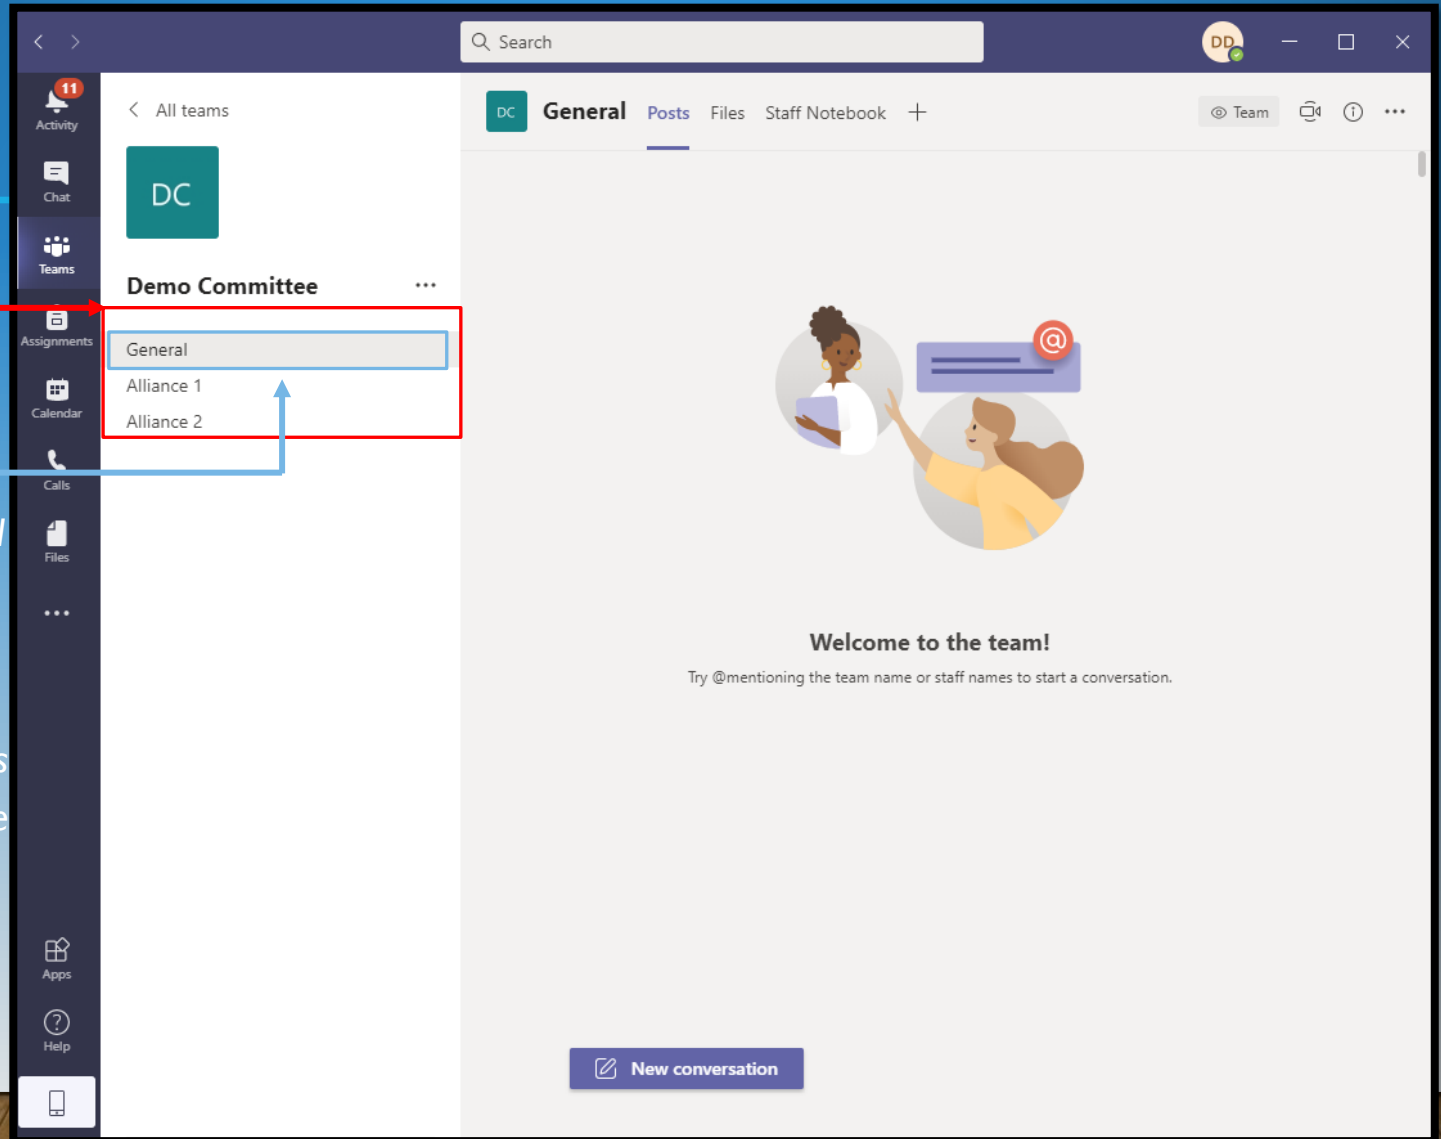 Search
DD
11
Activity
Chat
Teams
Assignments
Calendar
Calls
Files
Apps
Help
All teams
DC
Demo Committee
General
Alliance 1
Alliance 2
DC
General Posts Files Staff Notebook
Team
Welcome to the team!
Try @mentioning the team name or staff names to start a conversation.
New conversation